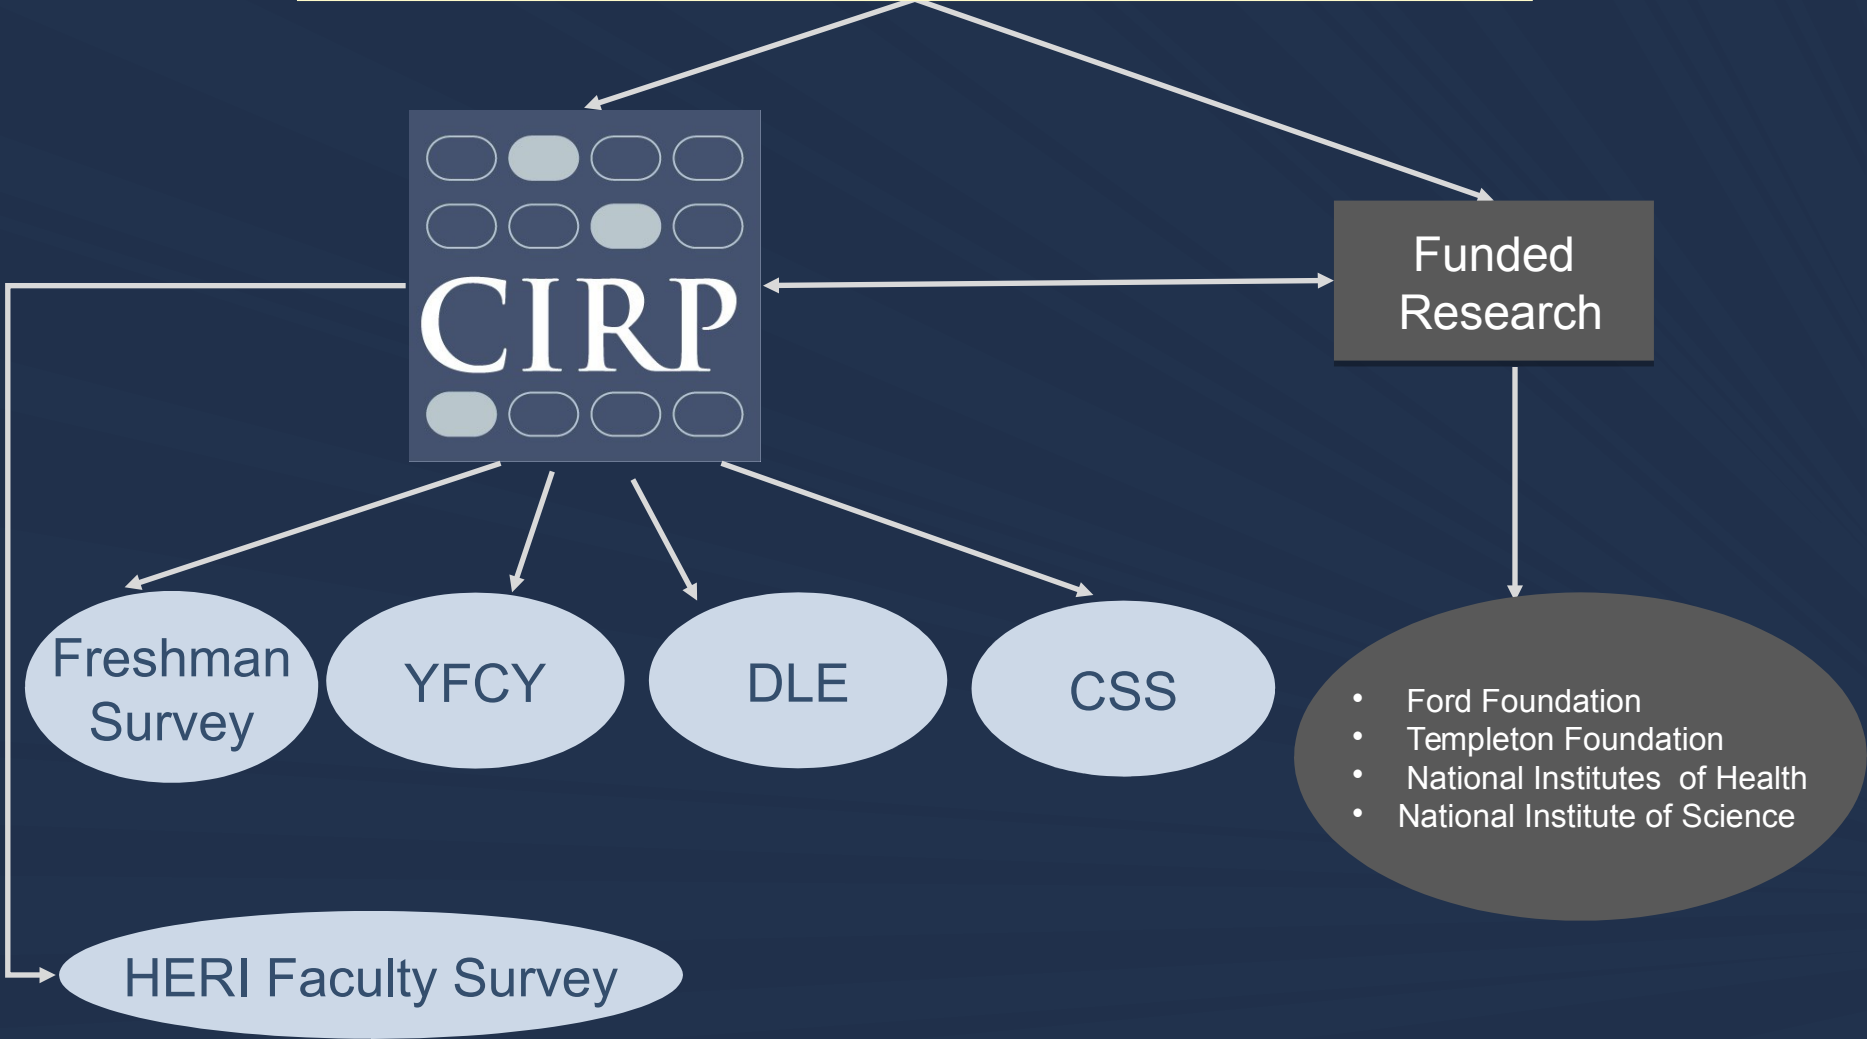 CIRP
Funded
Research
Freshman
Survey
YFCY
DLE
CSS
• Ford Foundation
• Templeton Foundation
• National Institutes of Health
• National Institute of Science
HERI Faculty Survey